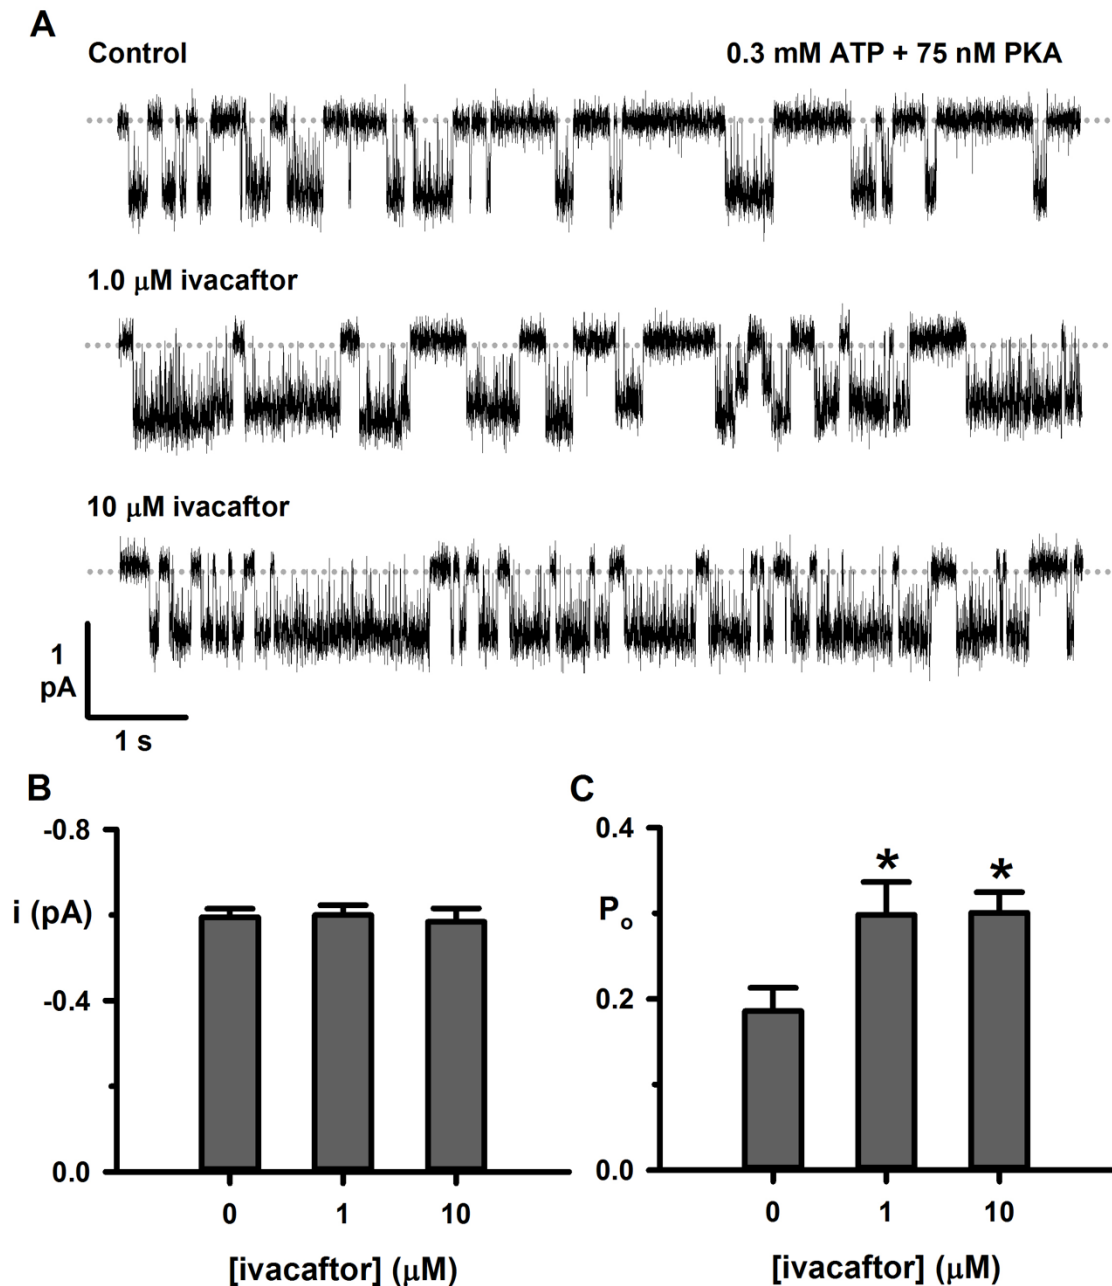 A
Control 0.3 mM ATP + 75 nM PKA
1.0 μM ivacaftor
10 μM ivacaftor
1
pA
1 s
B
-0.8
i (pA)
-0.4
0.0
0 1 10
[ivacaftor] (μM)
C
0.4
* *
Po
0.2
0.0
0 1 10
[ivacaftor] (μM)